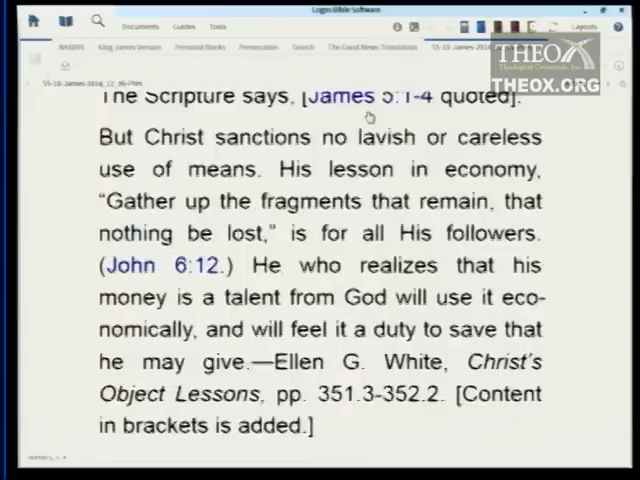 Logos Bible Software
Documents Guides Tools Layouts
NASB95 King James Version Personal Books Persecution Search The Good News Translation
THEOX
THEOX.ORG
The Scripture says, [James 5:1-4 quoted].
But Christ sanctions no lavish or careless
use of means. His lesson in economy,
“Gather up the fragments that remain, that
nothing be lost,” is for all His followers.
(John 6:12.) He who realizes that his
money is a talent from God will use it eco-
nomically, and will feel it a duty to save that
he may give.—Ellen G. White, Christ’s
Object Lessons, pp. 351.3-352.2. [Content
in brackets is added.]